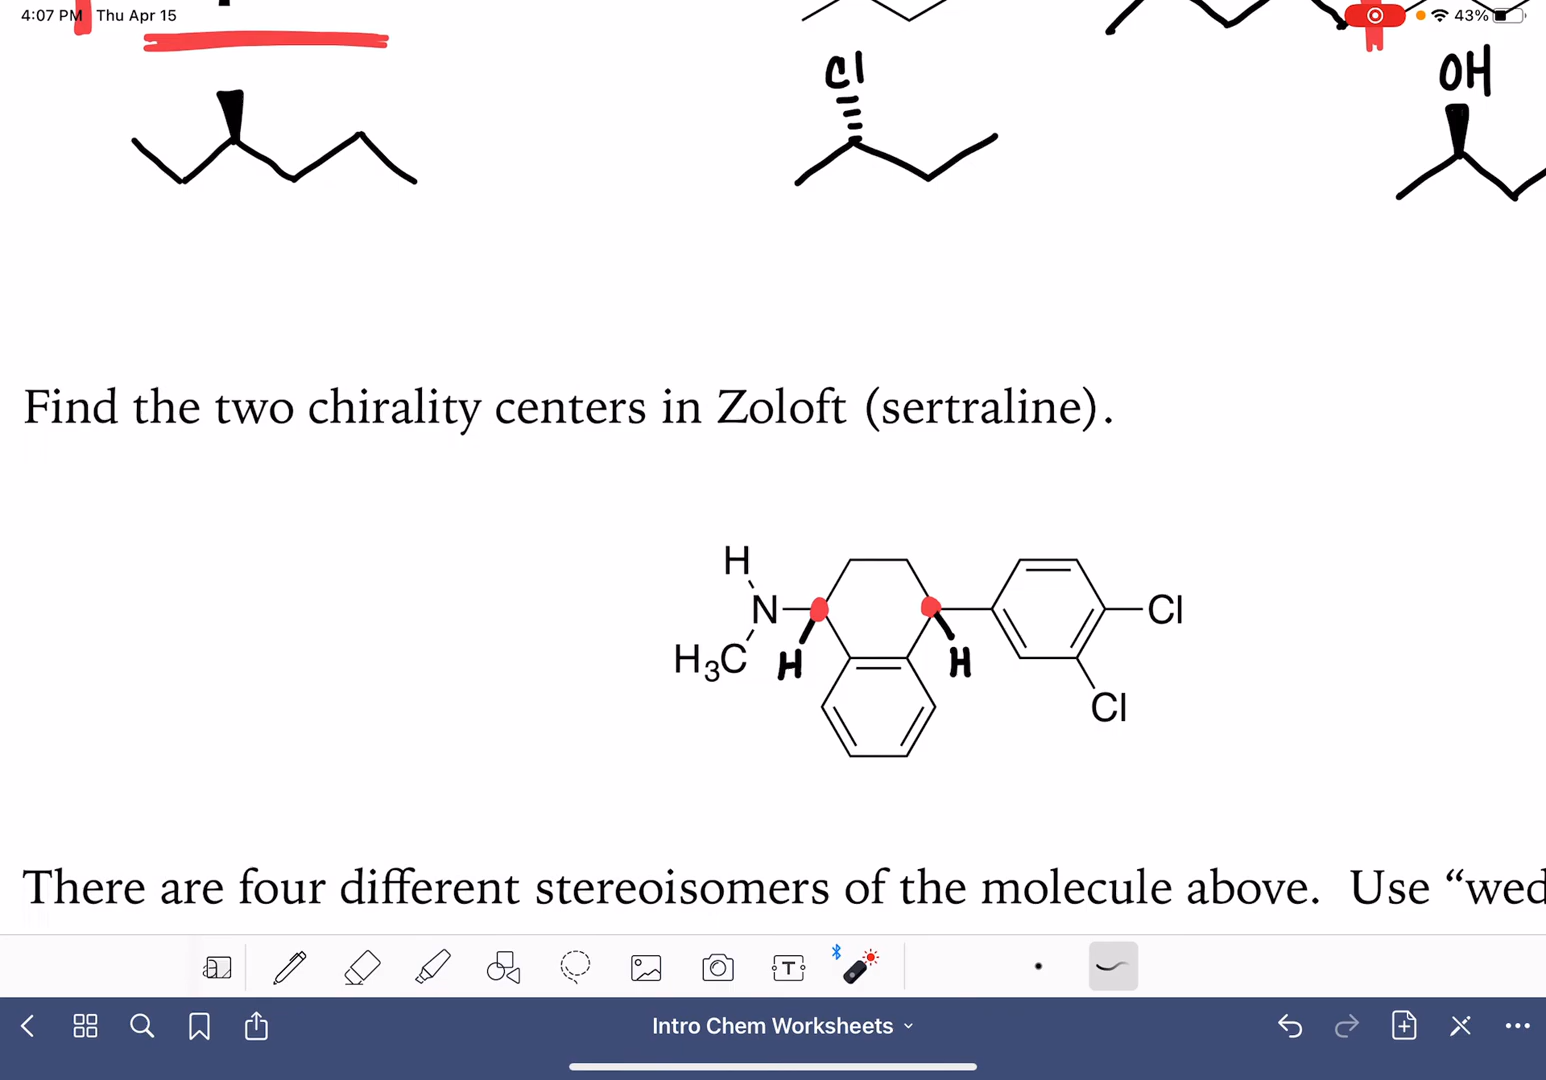 4:07 PM Thu Apr 15
43%
Cl
OH
Find the two chirality centers in Zoloft (sertraline).
H
N
Cl
H₃C H
H
Cl
There are four different stereoisomers of the molecule above. Use “wed
T
Intro Chem Worksheets